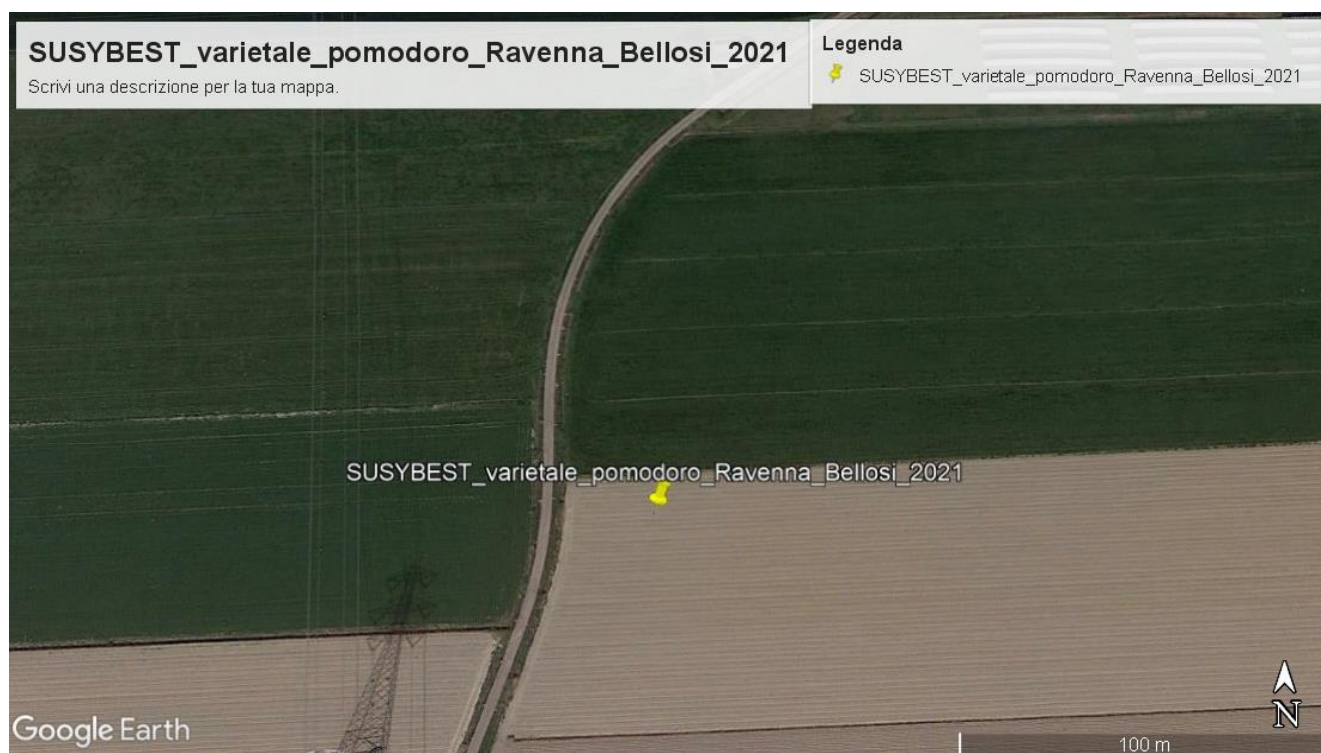 SUSYBEST_varietale_pomodoro_Ravenna_Bellosi_2021
Scrivi una descrizione per la tua mappa.
Legenda
SUSYBEST_varietale_pomodoro_Ravenna_Bellosi_2021
SUSYBEST_varietale_pomodoro_Ravenna_Bellosi_2021
Google Earth
N
100 m